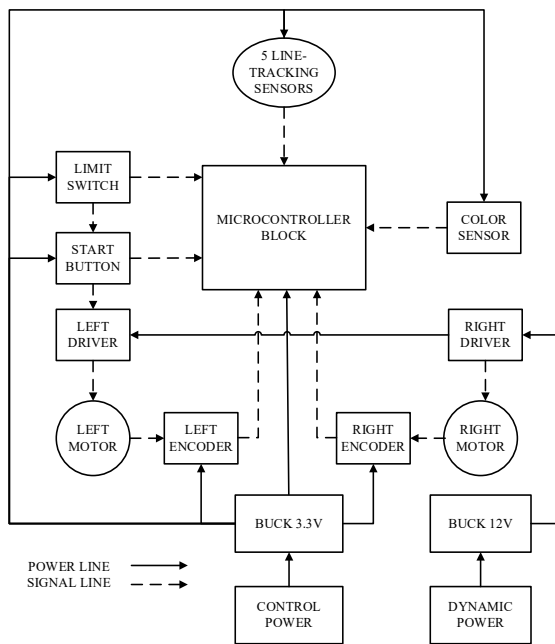 5 LINE-
TRACKING
SENSORS
LIMIT
SWITCH
MICROCONTROLLER
BLOCK
COLOR
SENSOR
START
BUTTON
LEFT
DRIVER
RIGHT
DRIVER
LEFT
MOTOR
LEFT
ENCODER
RIGHT
ENCODER
RIGHT
MOTOR
BUCK 3.3V
BUCK 12V
POWER LINE
SIGNAL LINE
CONTROL
POWER
DYNAMIC
POWER